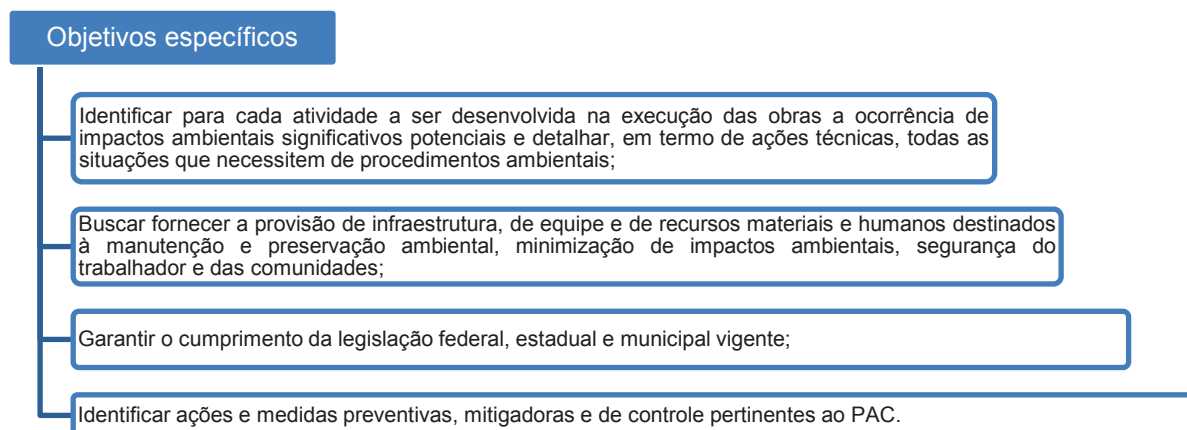 Objetivos específicos
Identificar para cada atividade a ser desenvolvida na execução das obras a ocorrência de
impactos ambientais significativos potenciais e detalhar, em termo de ações técnicas, todas as
situações que necessitem de procedimentos ambientais;
Buscar fornecer a provisão de infraestrutura, de equipe e de recursos materiais e humanos destinados
à manutenção e preservação ambiental, minimização de impactos ambientais, segurança do
trabalhador e das comunidades;
Garantir o cumprimento da legislação federal, estadual e municipal vigente;
Identificar ações e medidas preventivas, mitigadoras e de controle pertinentes ao PAC.